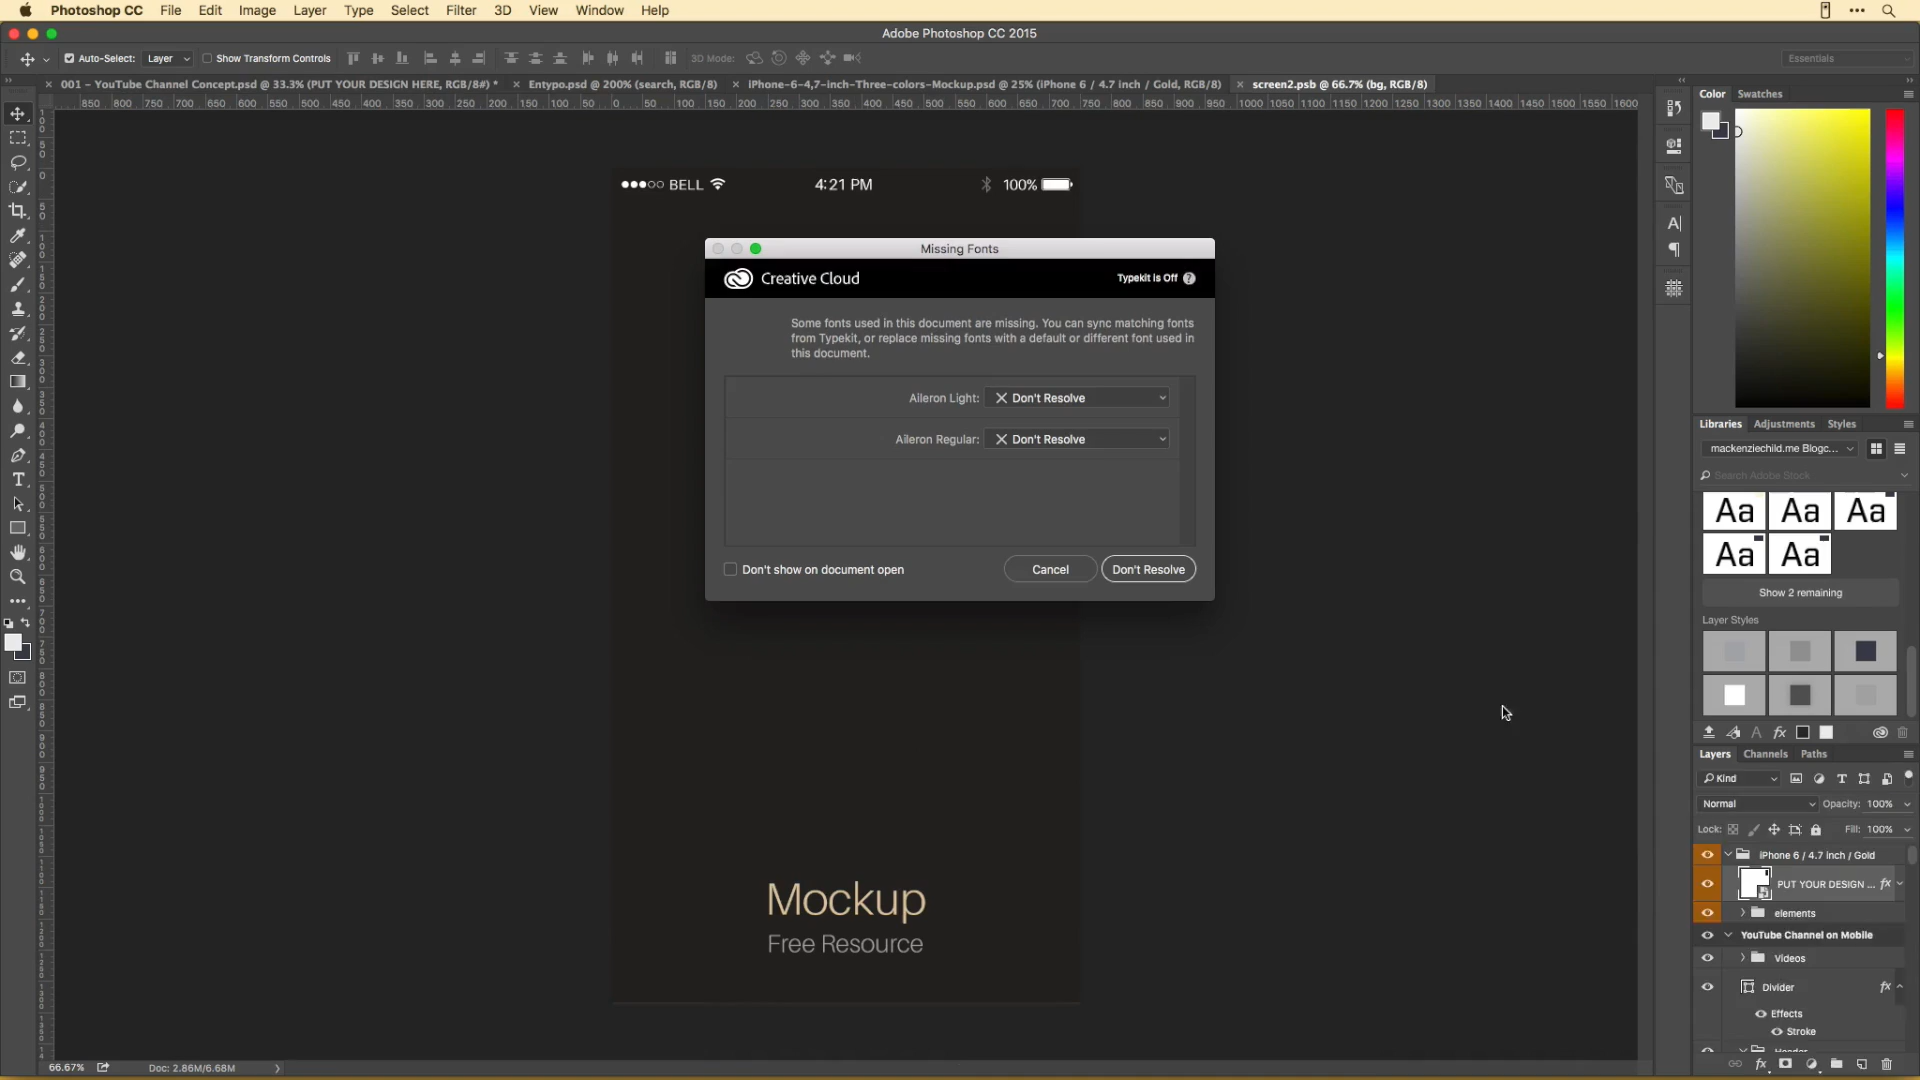 Photoshop CC File Edit Image Layer Type Select Filter 3D View Window Help
Adobe Photoshop CC 2015
Auto-Select: Layer Show Transform Controls 3D Mode: Essentials
001 – YouTube Channel Concept.psd @ 33.3% (PUT YOUR DESIGN HERE, RGB/8#) * Entypo.psd @ 200% (search, RGB/8) iPhone-6-4,7-inch-Three-colors-Mockup.psd @ 25% (iPhone 6 / 4.7 inch / Gold, RGB/8) screen2.psb @ 66.7% (bg, RGB/8)
850 800 750 700 650 600 550 500 450 400 350 300 250 200 150 100 50 0 50 100 150 200 250 300 350 400 450 500 550 600 650 700 750 800 850 900 950 1000 1050 1100 1150 1200 1250 1300 1350 1400 1450 1500 1550 1600
Color Swatches
BELL 4:21 PM 100%
Missing Fonts
Creative Cloud Typekit is Off ?
Some fonts used in this document are missing. You can sync matching fonts
from Typekit, or replace missing fonts with a default or different font used in
this document.
Aileron Light: Don't Resolve
Aileron Regular: Don't Resolve
Don't show on document open Cancel Don't Resolve
Mockup
Free Resource
Libraries Adjustments Styles
mackenziechild.me Blogc...
Search Adobe Stock
Aa Aa Aa
Aa Aa
Show 2 remaining
Layer Styles
Layers Channels Paths
Kind
Normal Opacity: 100%
Lock: Fill: 100%
iPhone 6 / 4.7 inch / Gold
PUT YOUR DESIGN ... fx
elements
YouTube Channel on Mobile
Videos
Divider fx
Effects
Stroke
Header
66.67% Doc: 2.86M/6.68M